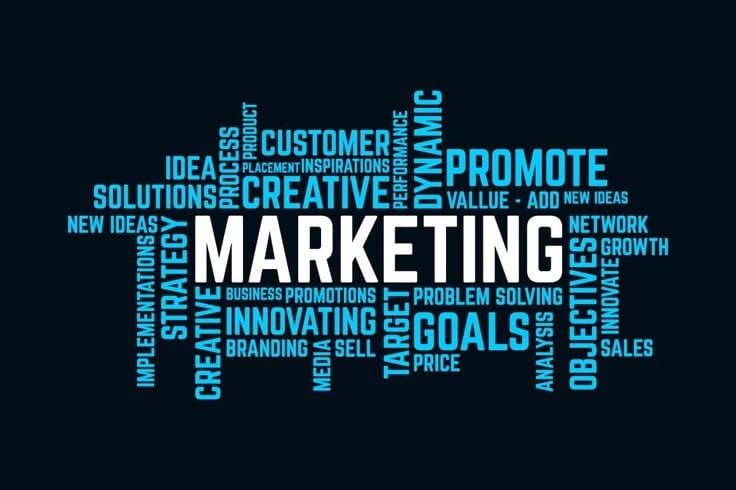 PRODUCT
DYNAMIC
PERFORMANCE
PROCESS
CUSTOMER
IDEA
PLACEMENT
INSPIRATIONS
PROMOTE
SOLUTIONS
CREATIVE
VALLUE - ADD
NEW IDEAS
NEW IDEAS
STRATEGY
MARKETING
NETWORK
IMPLEMENTATIONS
OBJECTIVES
GROWTH
INNOVATE
CREATIVE
BUSINESS
PROMOTIONS
TARGET
PROBLEM SOLVING
INNOVATING
GOALS
ANALYSIS
BRANDING
MEDIA
SELL
PRICE
SALES